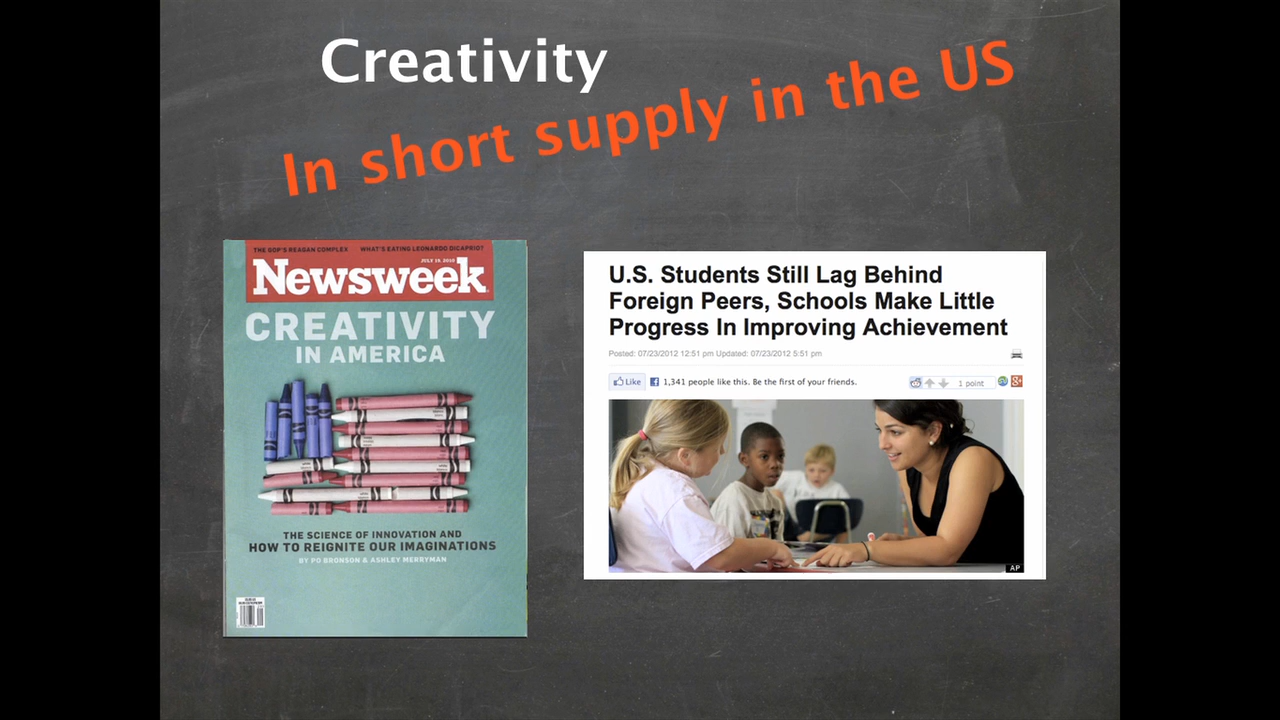 Creativity
In short supply in the US
THE GOP'S REAGAN COMPLEX WHAT'S EATING LEONARDO DICAPRIO?
JULY 19, 2010
Newsweek
CREATIVITY
IN AMERICA
THE SCIENCE OF INNOVATION AND
HOW TO REIGNITE OUR IMAGINATIONS
BY PO BRONSON & ASHLEY MERRYMAN
U.S. Students Still Lag Behind
Foreign Peers, Schools Make Little
Progress In Improving Achievement
Posted: 07/23/2012 12:51 pm Updated: 07/23/2012 5:51 pm
Like 1,341 people like this. Be the first of your friends. 1 point
AP